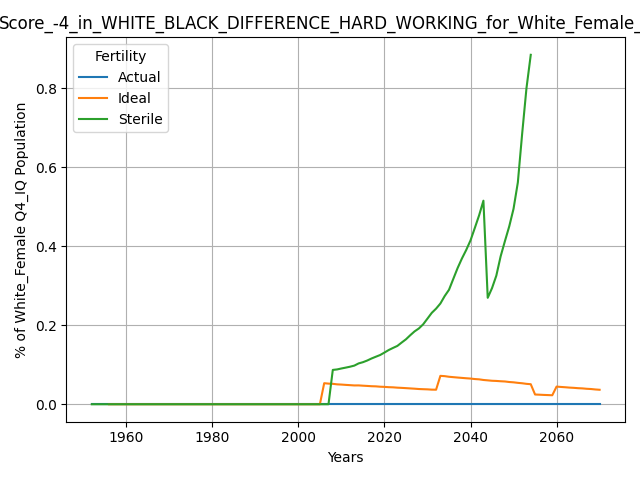 Score_-4_in_WHITE_BLACK_DIFFERENCE_HARD_WORKING_for_White_Female_
Fertility
Actual
Ideal
Sterile
% of White_Female Q4_IQ Population
0.8
0.6
0.4
0.2
0.0
1960 1980 2000 2020 2040 2060
Years